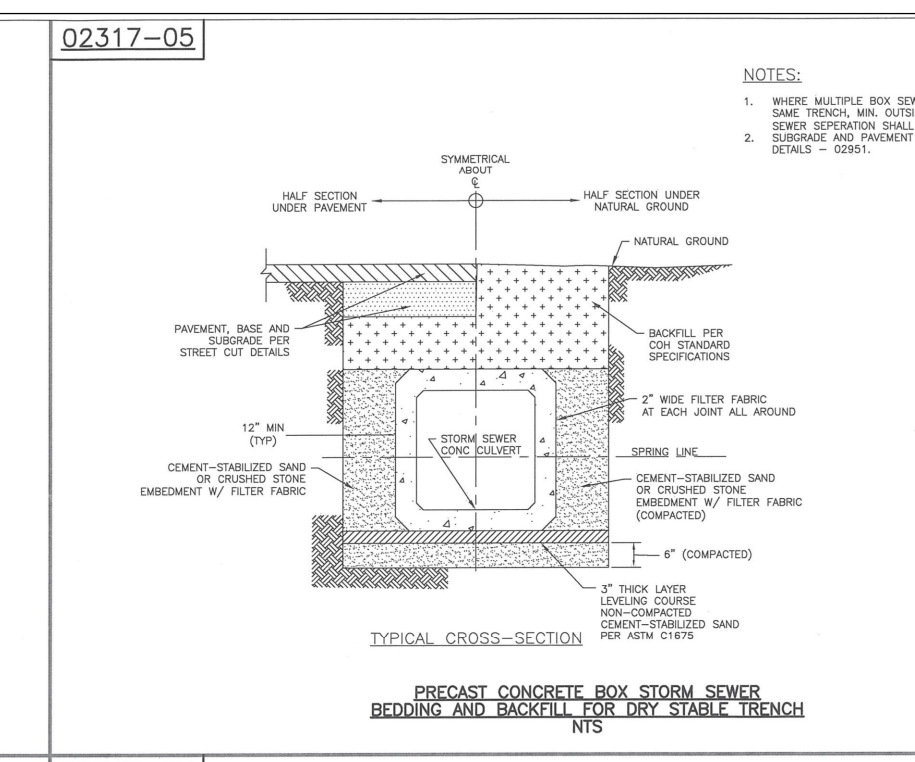 02317-05
NOTES:
1. WHERE MULTIPLE BOX SEW
SAME TRENCH, MIN. OUTSI
SEWER SEPERATION SHALL
2. SUBGRADE AND PAVEMENT
DETAILS - 02951.
SYMMETRICAL
ABOUT
℄
HALF SECTION
UNDER PAVEMENT
HALF SECTION UNDER
NATURAL GROUND
NATURAL GROUND
PAVEMENT, BASE AND
SUBGRADE PER
STREET CUT DETAILS
BACKFILL PER
COH STANDARD
SPECIFICATIONS
2" WIDE FILTER FABRIC
AT EACH JOINT ALL AROUND
12" MIN
(TYP)
STORM SEWER
CONC CULVERT
SPRING LINE
CEMENT-STABILIZED SAND
OR CRUSHED STONE
EMBEDMENT W/ FILTER FABRIC
CEMENT-STABILIZED SAND
OR CRUSHED STONE
EMBEDMENT W/ FILTER FABRIC
(COMPACTED)
6" (COMPACTED)
3" THICK LAYER
LEVELING COURSE
NON-COMPACTED
CEMENT-STABILIZED SAND
PER ASTM C1675
TYPICAL CROSS-SECTION
PRECAST CONCRETE BOX STORM SEWER
BEDDING AND BACKFILL FOR DRY STABLE TRENCH
NTS